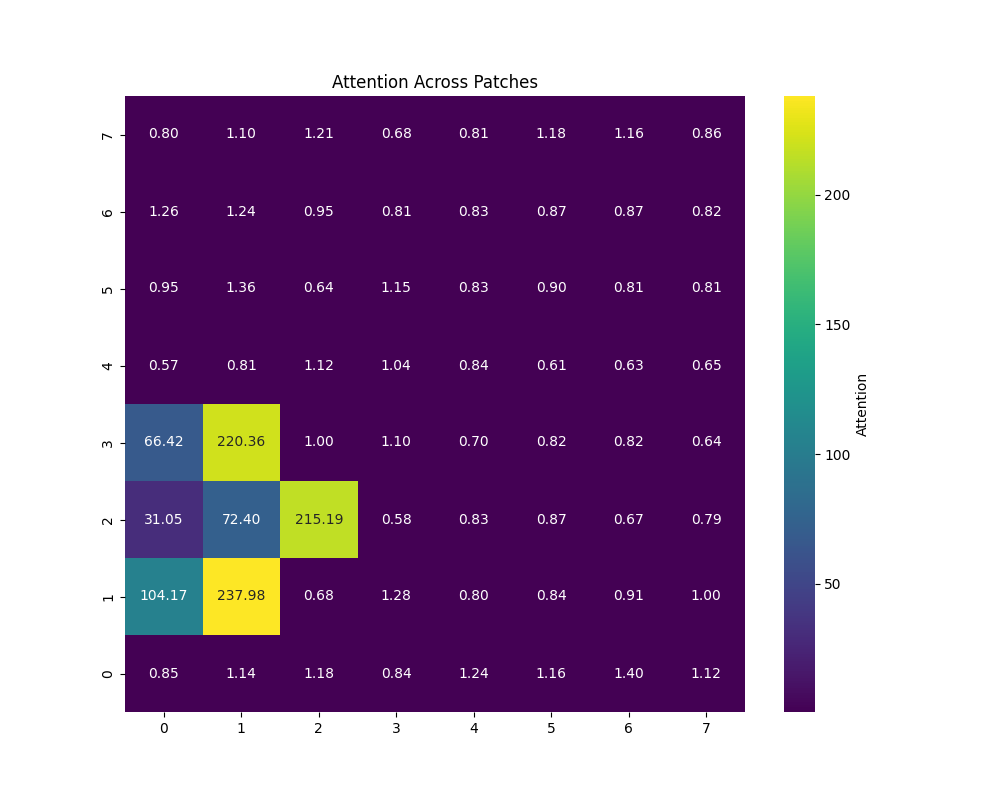 Attention Across Patches
7 0.80 1.10 1.21 0.68 0.81 1.18 1.16 0.86
6 1.26 1.24 0.95 0.81 0.83 0.87 0.87 0.82
5 0.95 1.36 0.64 1.15 0.83 0.90 0.81 0.81
4 0.57 0.81 1.12 1.04 0.84 0.61 0.63 0.65
3 66.42 220.36 1.00 1.10 0.70 0.82 0.82 0.64
2 31.05 72.40 215.19 0.58 0.83 0.87 0.67 0.79
1 104.17 237.98 0.68 1.28 0.80 0.84 0.91 1.00
0 0.85 1.14 1.18 0.84 1.24 1.16 1.40 1.12
0 1 2 3 4 5 6 7
200
150
100
50
Attention